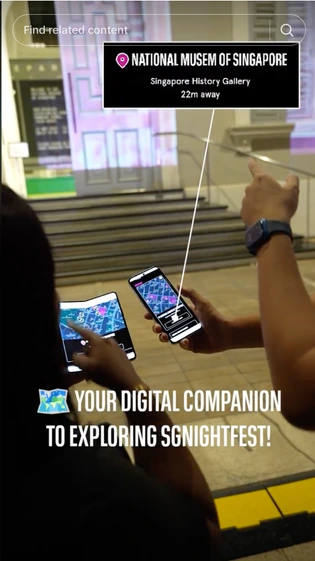 Find related content
NATIONAL MUSEM OF SINGAPORE
Singapore History Gallery
22m away
YOUR DIGITAL COMPANION
TO EXPLORING SGNIGHTFEST!